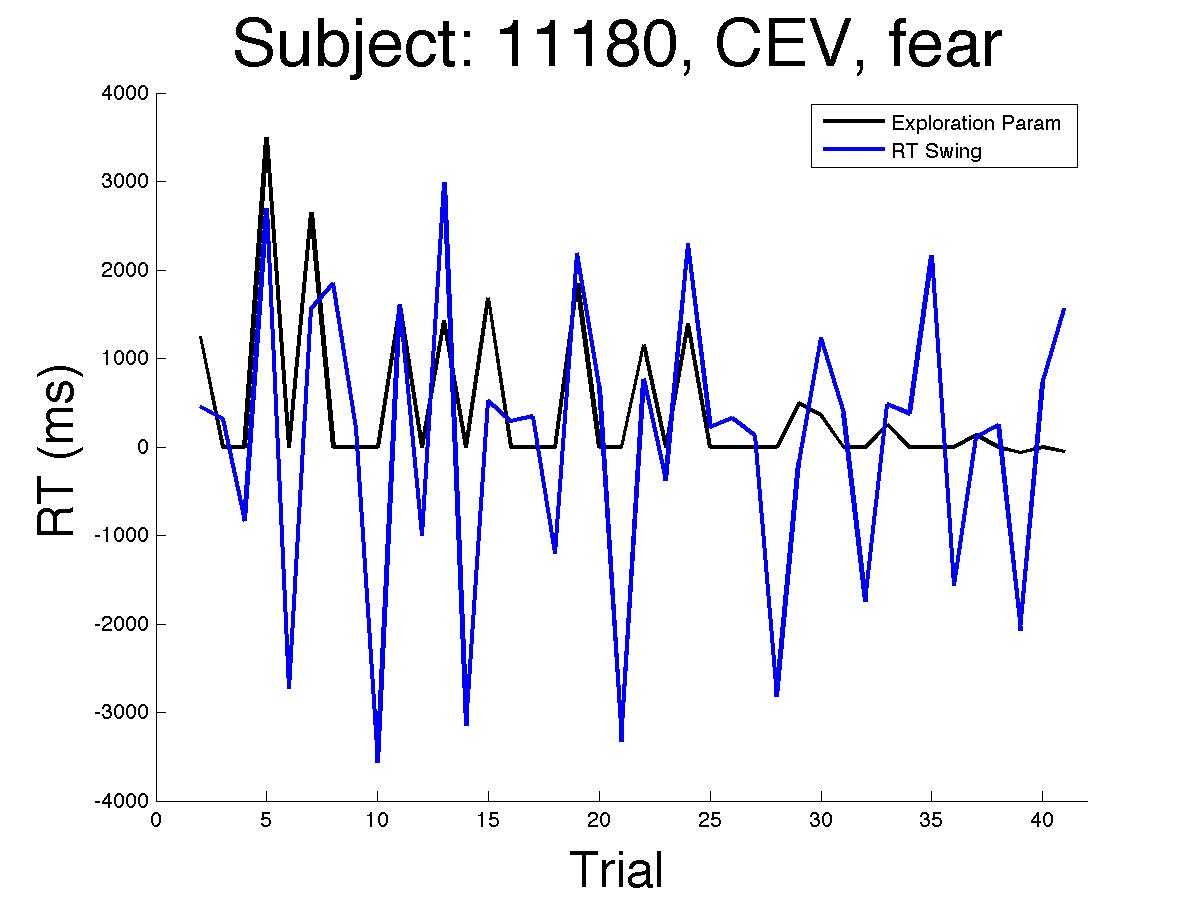 Subject: 11180, CEV, fear
Exploration Param
RT Swing
4000
3000
2000
1000
0
-1000
-2000
-3000
-4000
RT (ms)
0 5 10 15 20 25 30 35 40
Trial